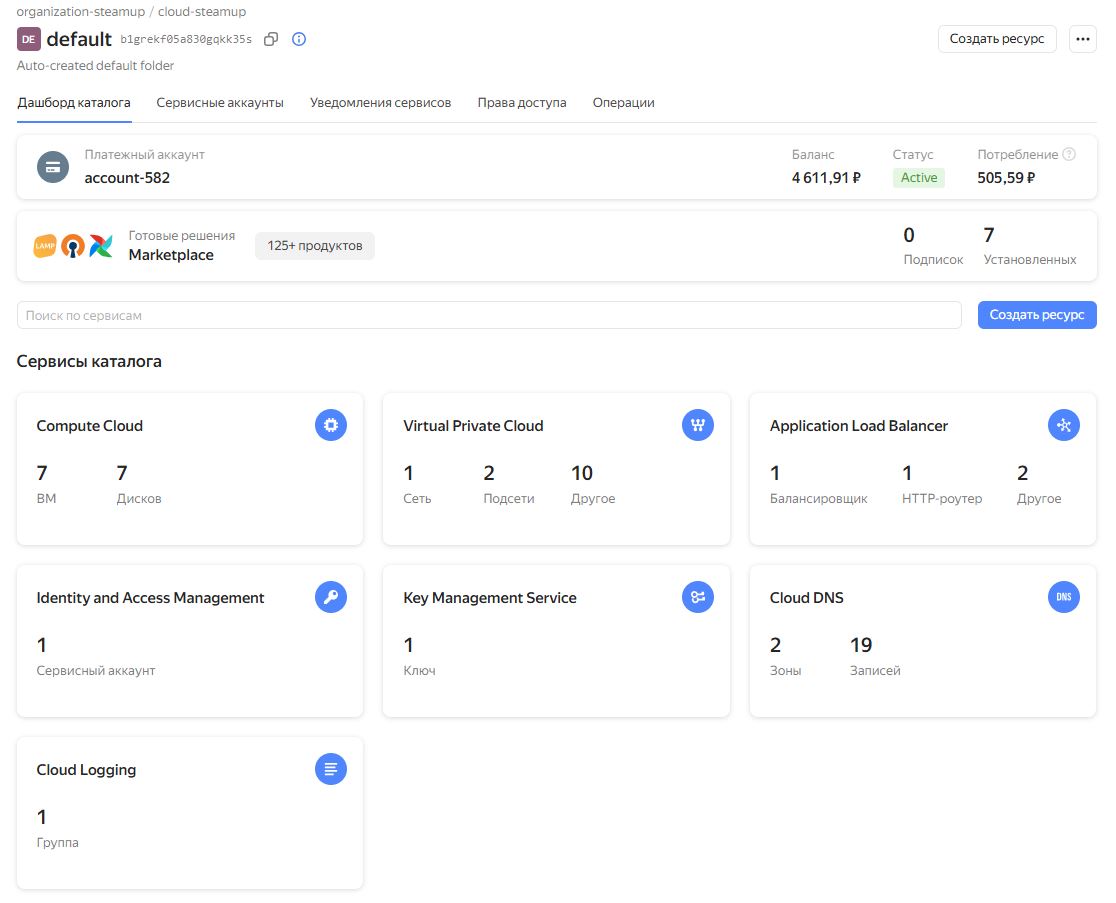 organization-steamup / cloud-steamup
DE default b1grekf05a830gqkk35s
Создать ресурс
Auto-created default folder
Дашборд каталога Сервисные аккаунты Уведомления сервисов Права доступа Операции
Платежный аккаунт
account-582
Баланс Статус Потребление
4 611,91 ₽ Active 505,59 ₽
LAMP
Готовые решения
Marketplace
125+ продуктов
0 7
Подписок Установленных
Поиск по сервисам
Создать ресурс
Сервисы каталога
Compute Cloud
7 7
ВМ Дисков
Virtual Private Cloud
1 2 10
Сеть Подсети Другое
Application Load Balancer
1 1 2
Балансировщик HTTP-роутер Другое
Identity and Access Management
1
Сервисный аккаунт
Key Management Service
1
Ключ
Cloud DNS
DNS
2 19
Зоны Записей
Cloud Logging
1
Группа